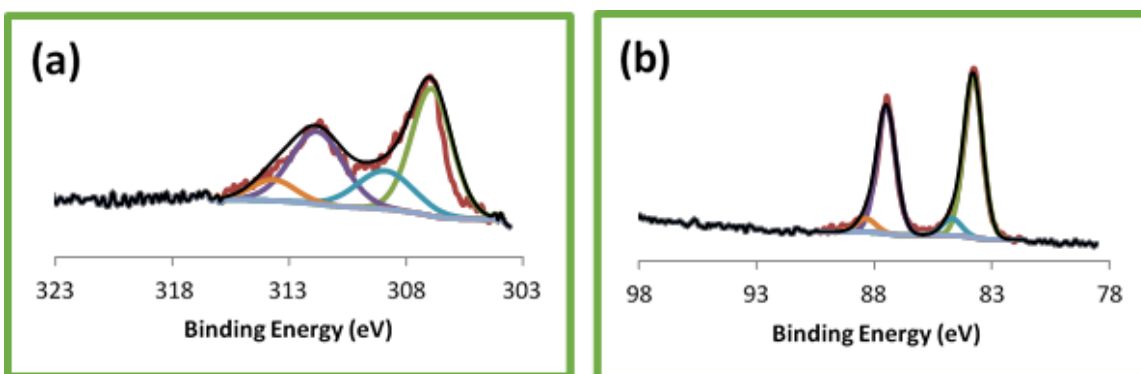 (a)
323 318 313 308 303
Binding Energy (eV)
(b)
98 93 88 83 78
Binding Energy (eV)